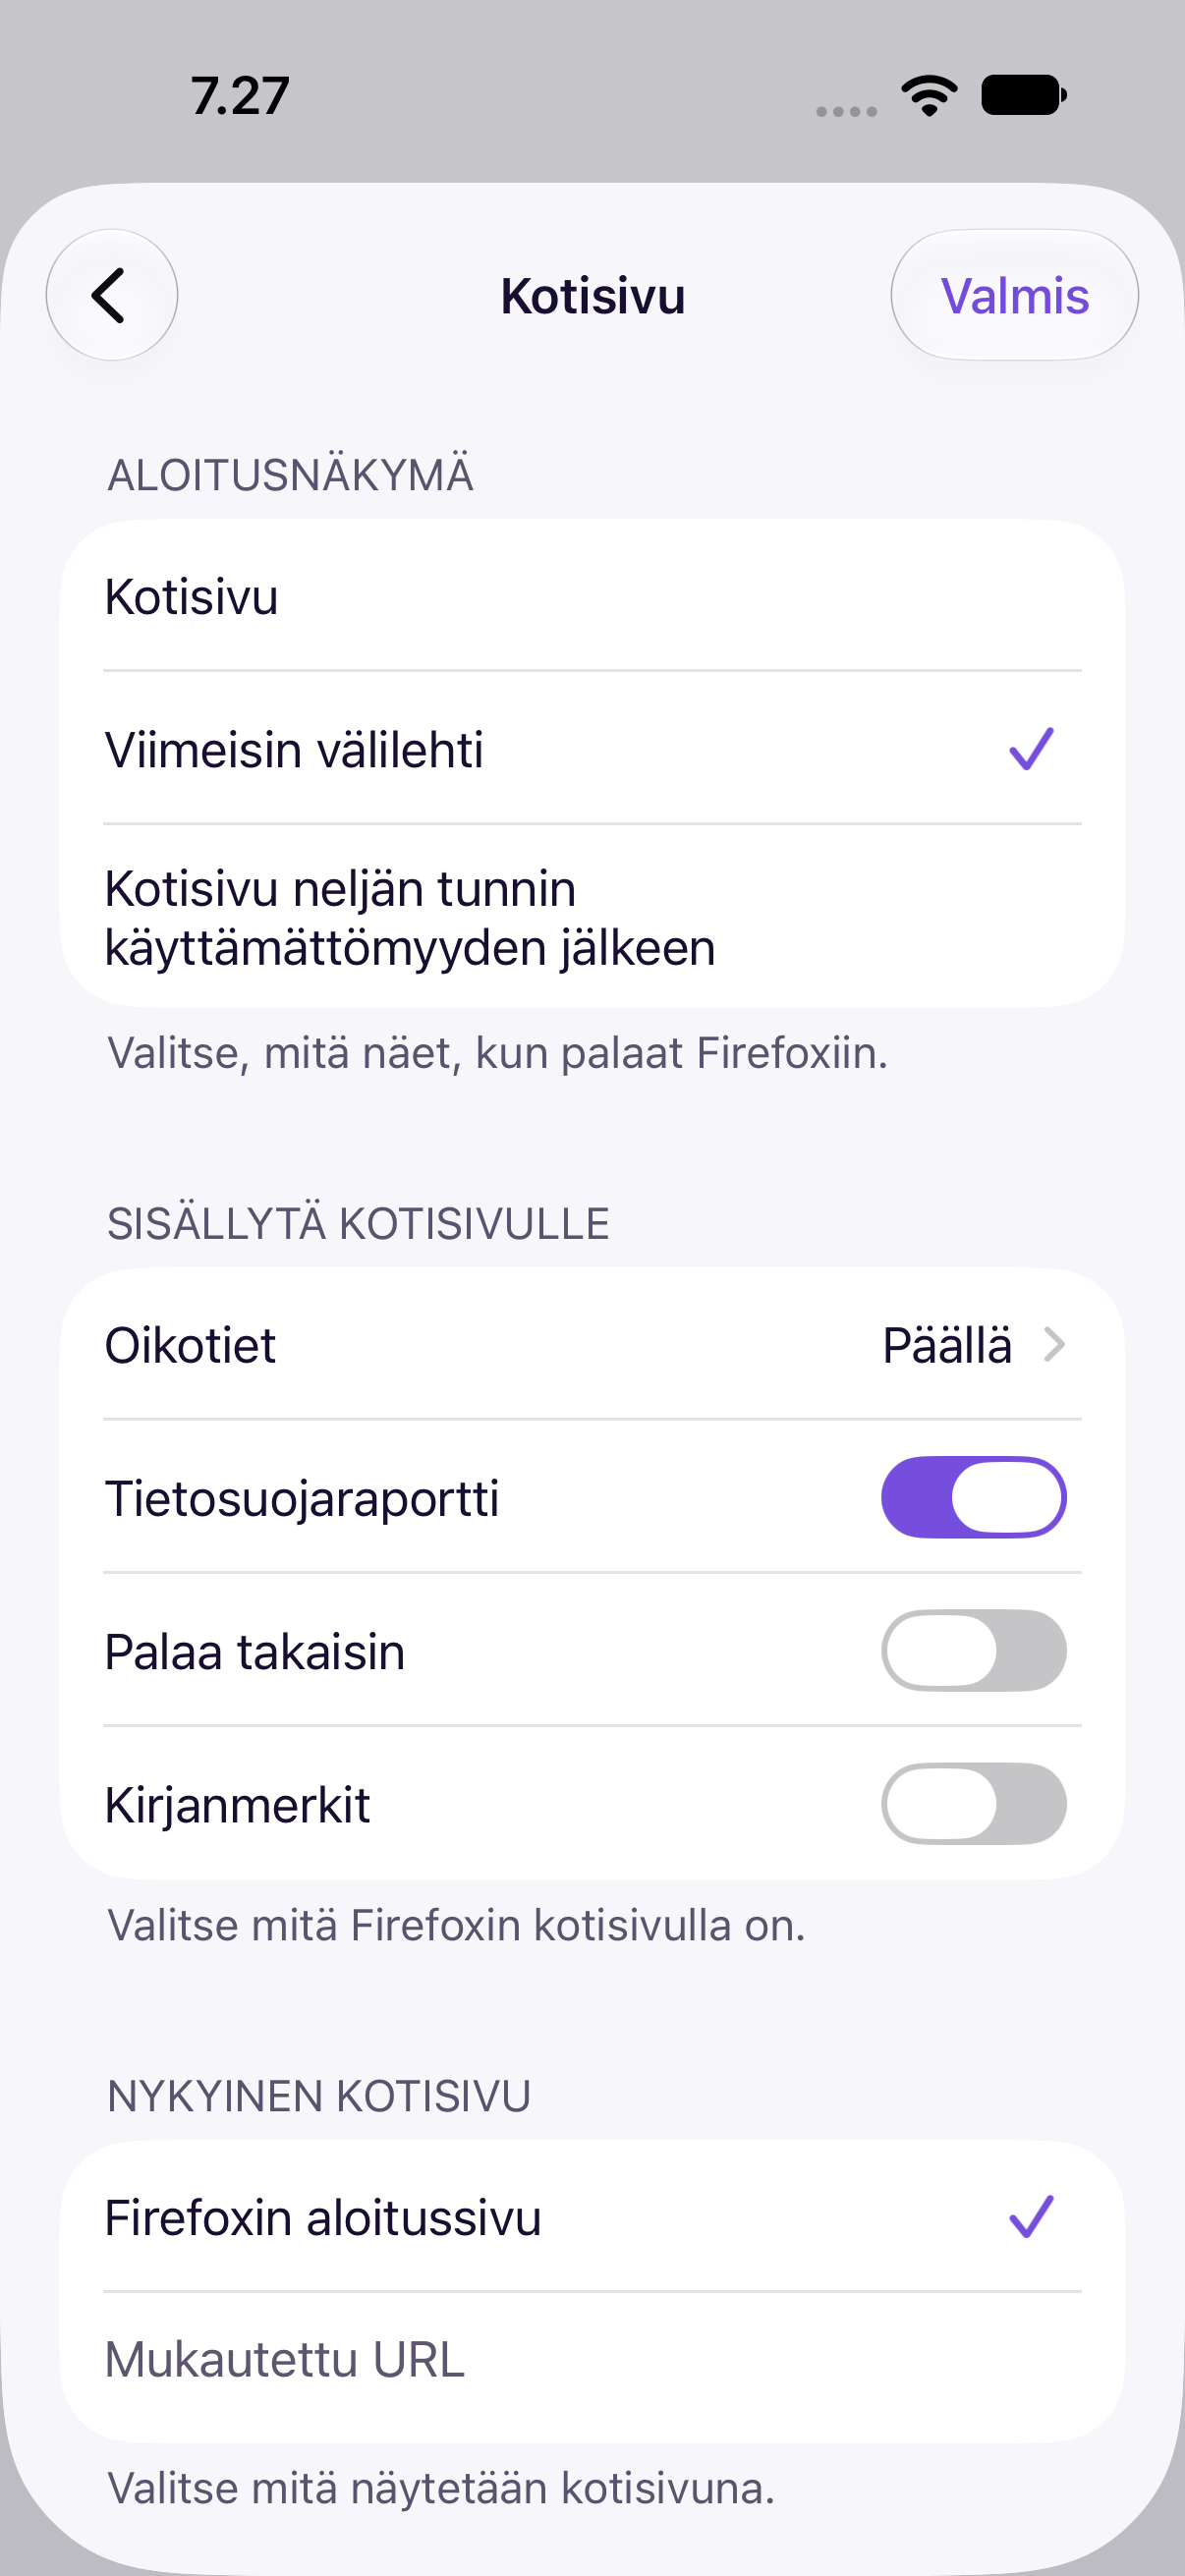 7.27
Kotisivu
Valmis
ALOITUSNÄKYMÄ
Kotisivu
Viimeisin välilehti
Kotisivu neljän tunnin
käyttämättömyyden jälkeen
Valitse, mitä näet, kun palaat Firefoxiin.
SISÄLLYTÄ KOTISIVULLE
Oikotiet
Päällä
Tietosuojaraportti
Palaa takaisin
Kirjanmerkit
Valitse mitä Firefoxin kotisivulla on.
NYKYINEN KOTISIVU
Firefoxin aloitussivu
Mukautettu URL
Valitse mitä näytetään kotisivuna.